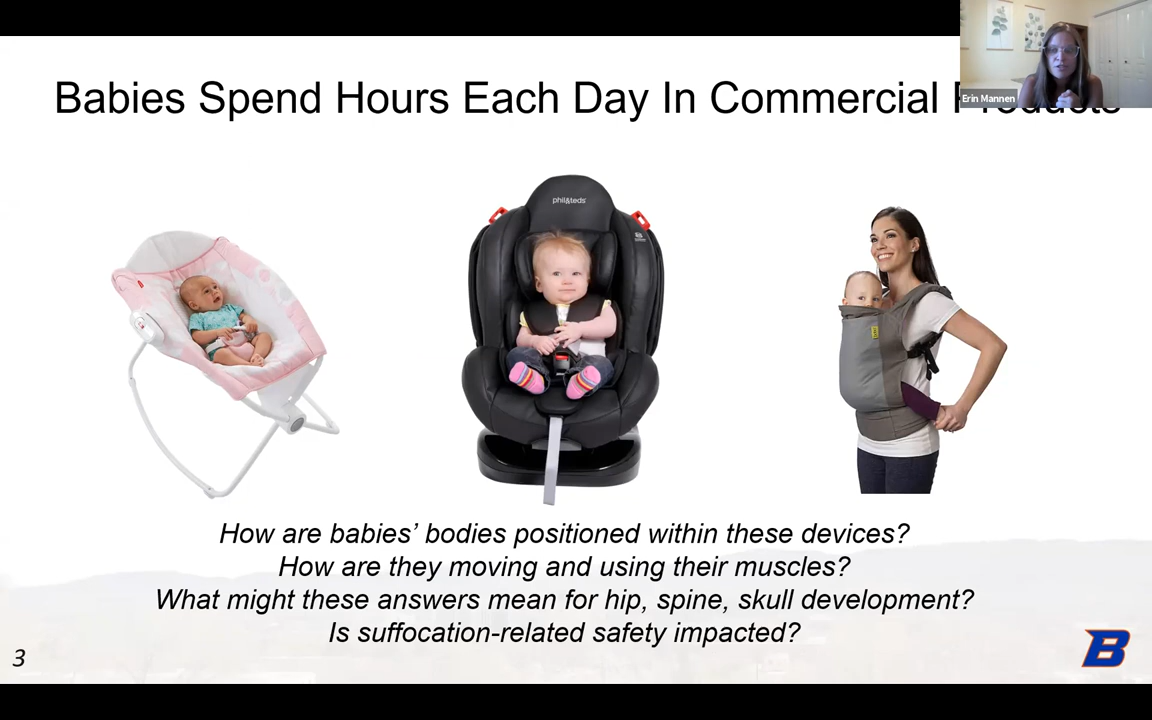 Babies Spend Hours Each Day In Commercial Products
Erin Mannen
phil&teds
How are babies’ bodies positioned within these devices?
How are they moving and using their muscles?
What might these answers mean for hip, spine, skull development?
Is suffocation-related safety impacted?
3
B